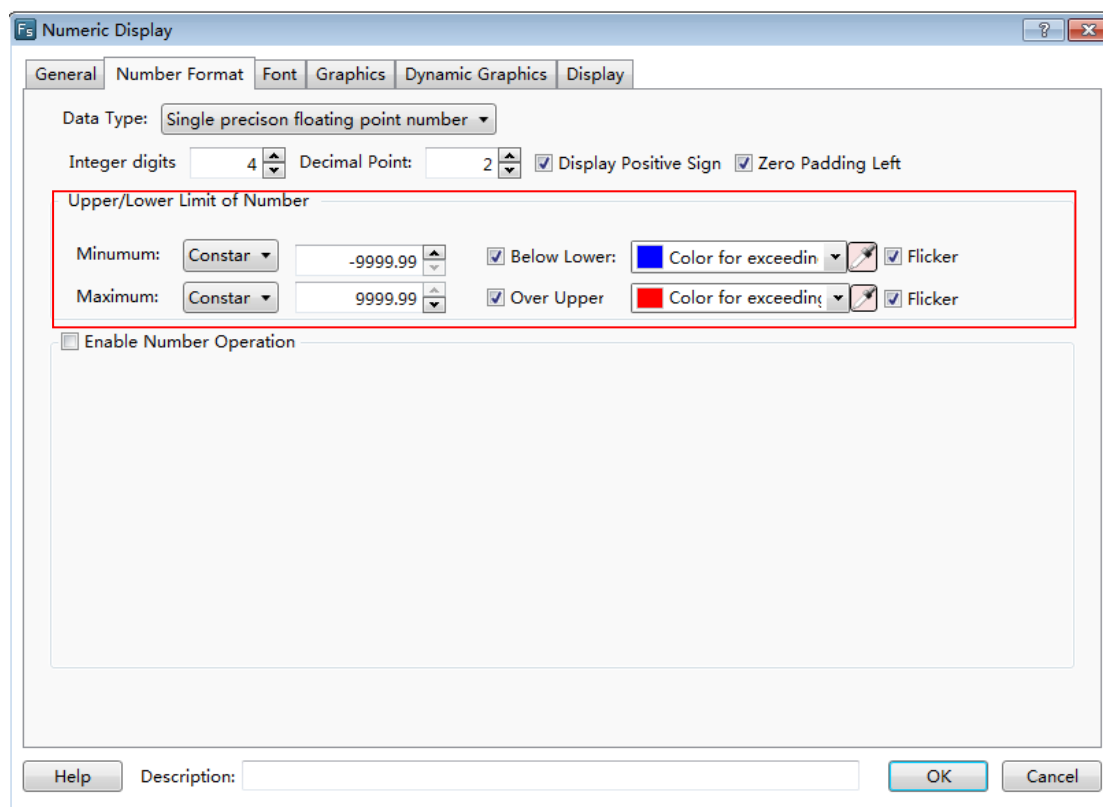 Fs Numeric Display ?
General Number Format Font Graphics Dynamic Graphics Display
Data Type: Single precison floating point number
Integer digits 4 Decimal Point: 2 Display Positive Sign Zero Padding Left
Upper/Lower Limit of Number
Minumum: Constar -9999.99 Below Lower: Color for exceedin Flicker
Maximum: Constar 9999.99 Over Upper Color for exceeding Flicker
Enable Number Operation
Help Description: OK Cancel